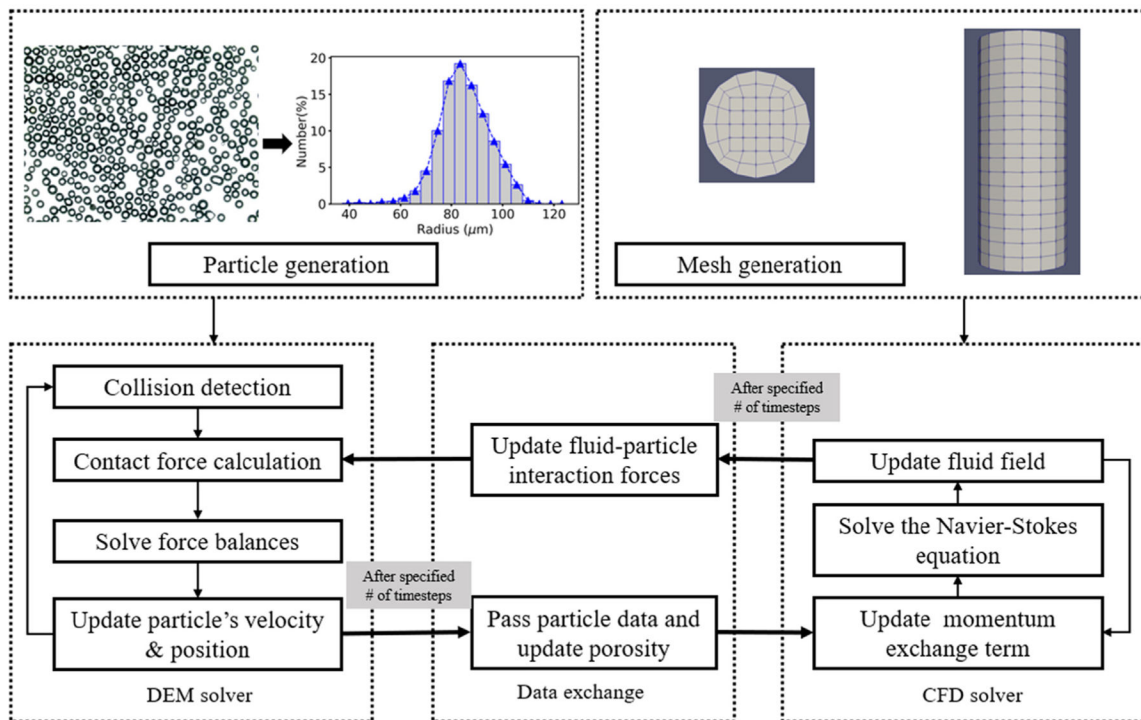 20
15
10
5
0
Number(%)
40
60
80
100
120
Radius (μm)
Particle generation
Mesh generation
Collision detection
Contact force calculation
Solve force balances
Update particle's velocity
& position
DEM solver
After specified
# of timesteps
Update fluid-particle
interaction forces
After specified
# of timesteps
Pass particle data and
update porosity
Data exchange
Update fluid field
Solve the Navier-Stokes
equation
Update momentum
exchange term
CFD solver